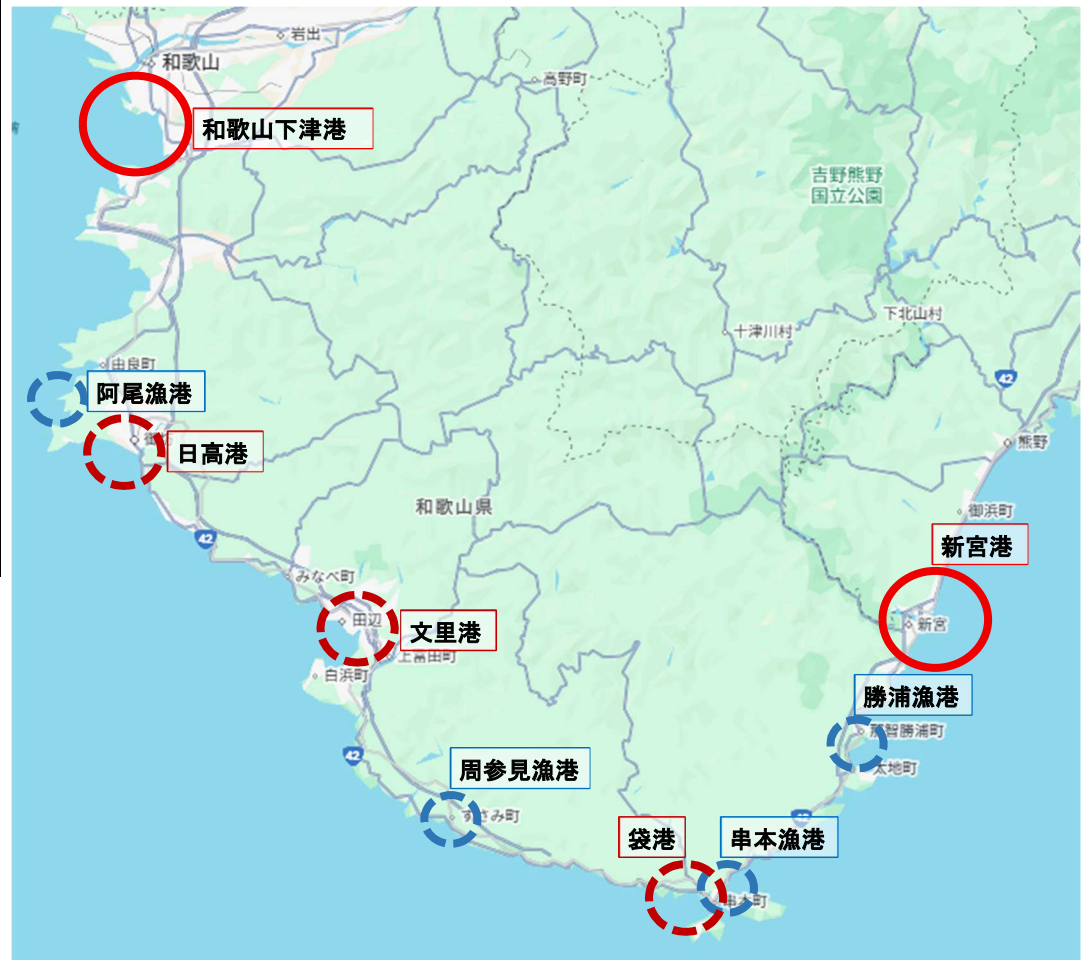 岩出
和歌山
高野町
和歌山下津港
吉野熊野
国立公園
下北山村
十津川村
由良町
42
阿尾漁港
日高港
熊野
和歌山県
御浜町
42
新宮港
みなべ町
田辺
文里港
新宮
上富田町
白浜町
勝浦漁港
那智勝浦町
42
周参見漁港
太地町
すさみ町
42
袋港
串本漁港
串本町